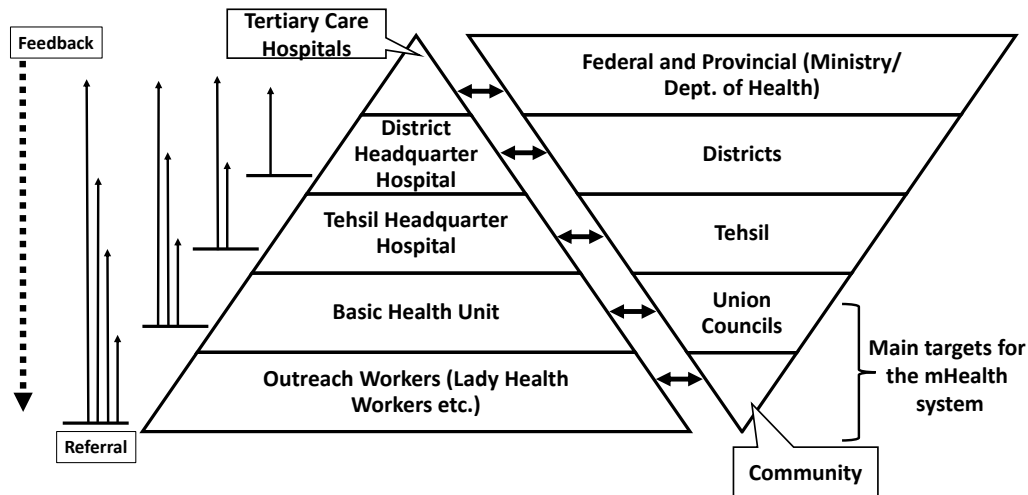 Feedback
Tertiary Care
Hospitals
Federal and Provincial (Ministry/
Dept. of Health)
District
Headquarter
Hospital
Districts
Tehsil Headquarter
Hospital
Tehsil
Basic Health Unit
Union
Councils
Main targets for
the mHealth
system
Outreach Workers (Lady Health
Workers etc.)
Referral
Community